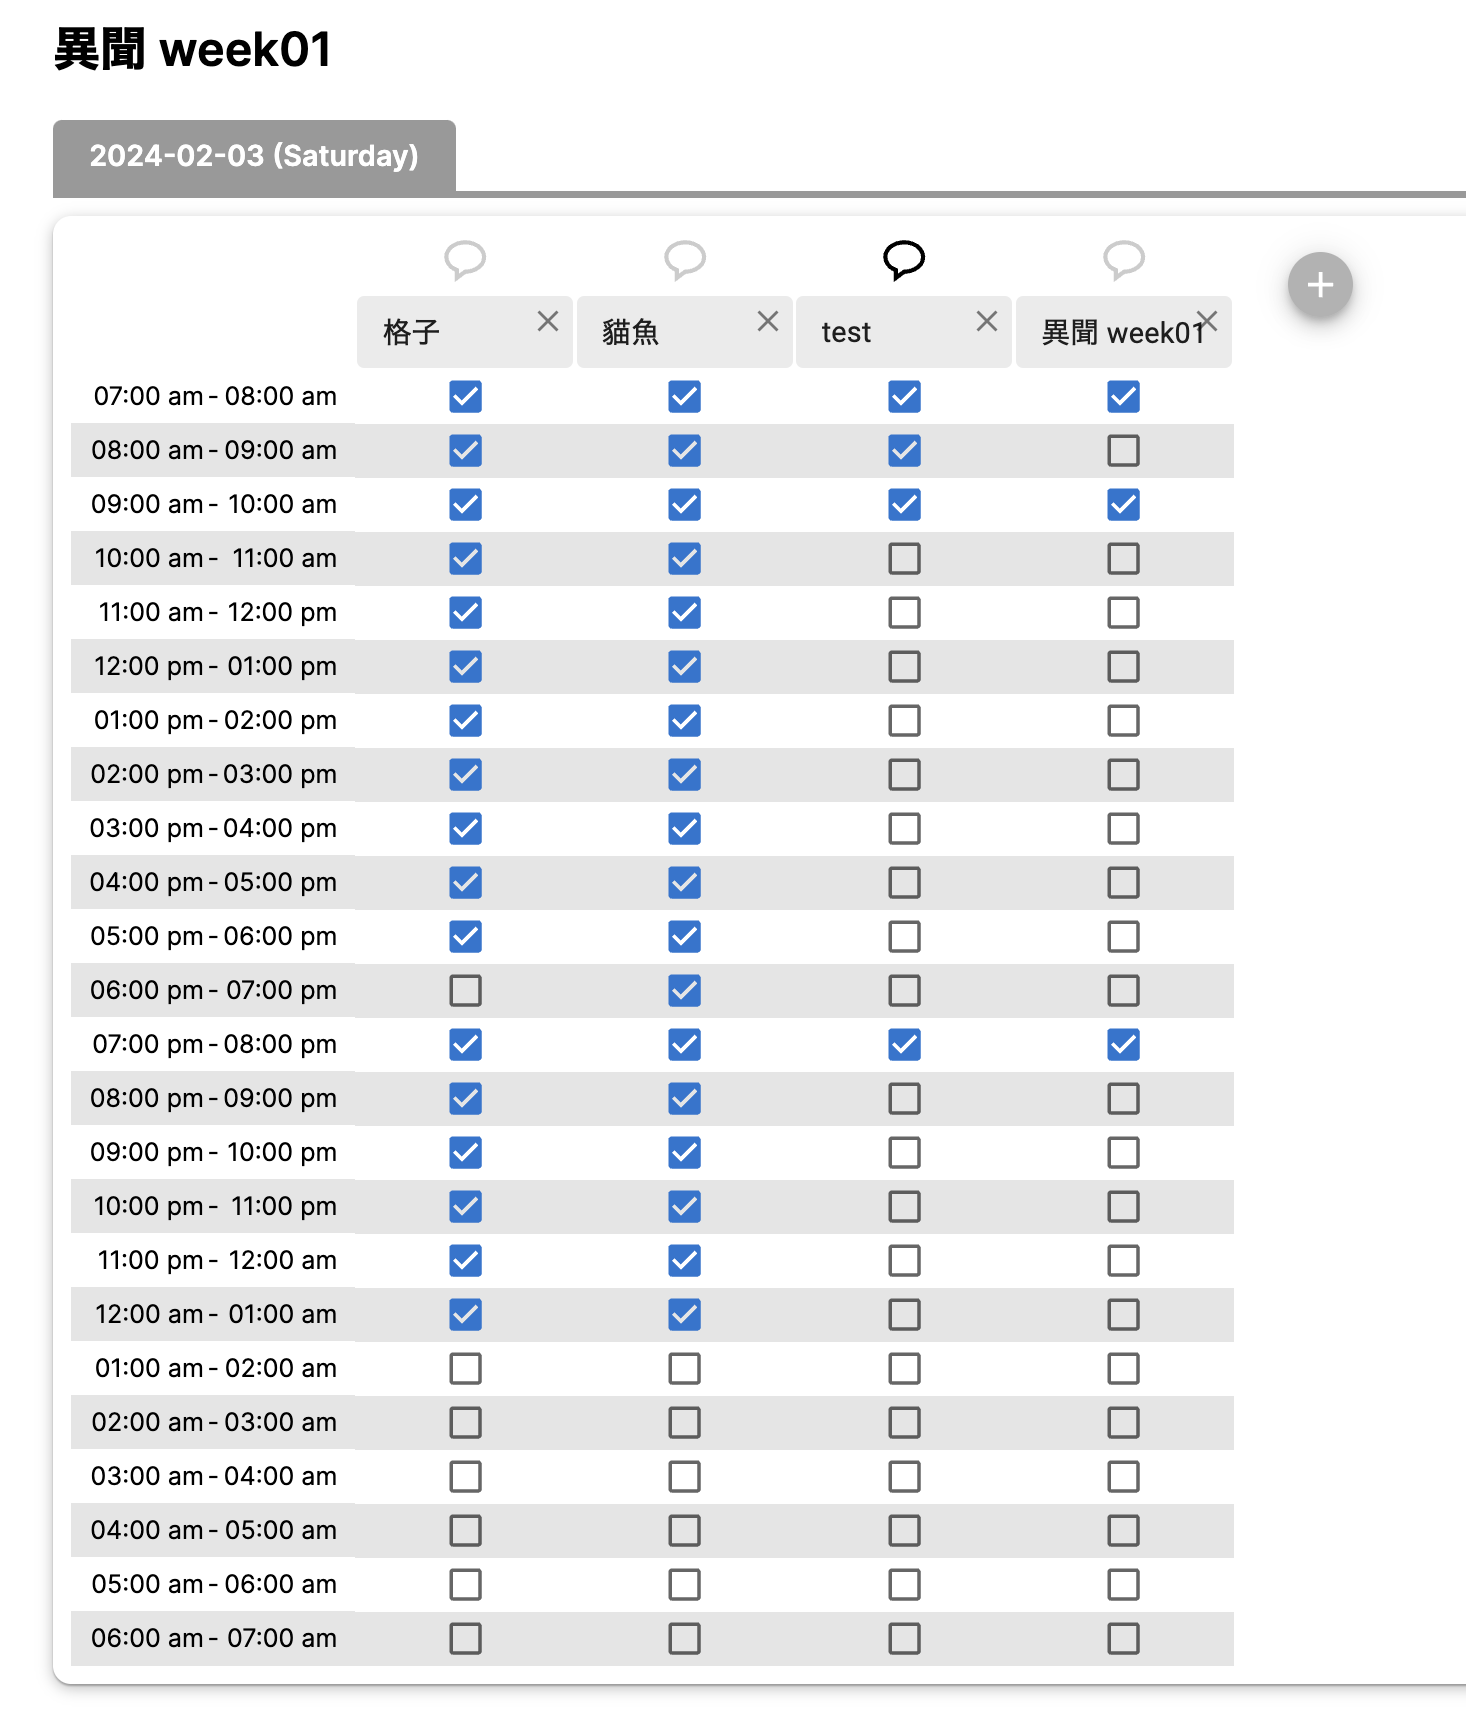 異聞 week01
2024-02-03 (Saturday)
格子 貓魚 test 異聞 week01
07:00 am - 08:00 am
08:00 am - 09:00 am
09:00 am - 10:00 am
10:00 am - 11:00 am
11:00 am - 12:00 pm
12:00 pm - 01:00 pm
01:00 pm - 02:00 pm
02:00 pm - 03:00 pm
03:00 pm - 04:00 pm
04:00 pm - 05:00 pm
05:00 pm - 06:00 pm
06:00 pm - 07:00 pm
07:00 pm - 08:00 pm
08:00 pm - 09:00 pm
09:00 pm - 10:00 pm
10:00 pm - 11:00 pm
11:00 pm - 12:00 am
12:00 am - 01:00 am
01:00 am - 02:00 am
02:00 am - 03:00 am
03:00 am - 04:00 am
04:00 am - 05:00 am
05:00 am - 06:00 am
06:00 am - 07:00 am